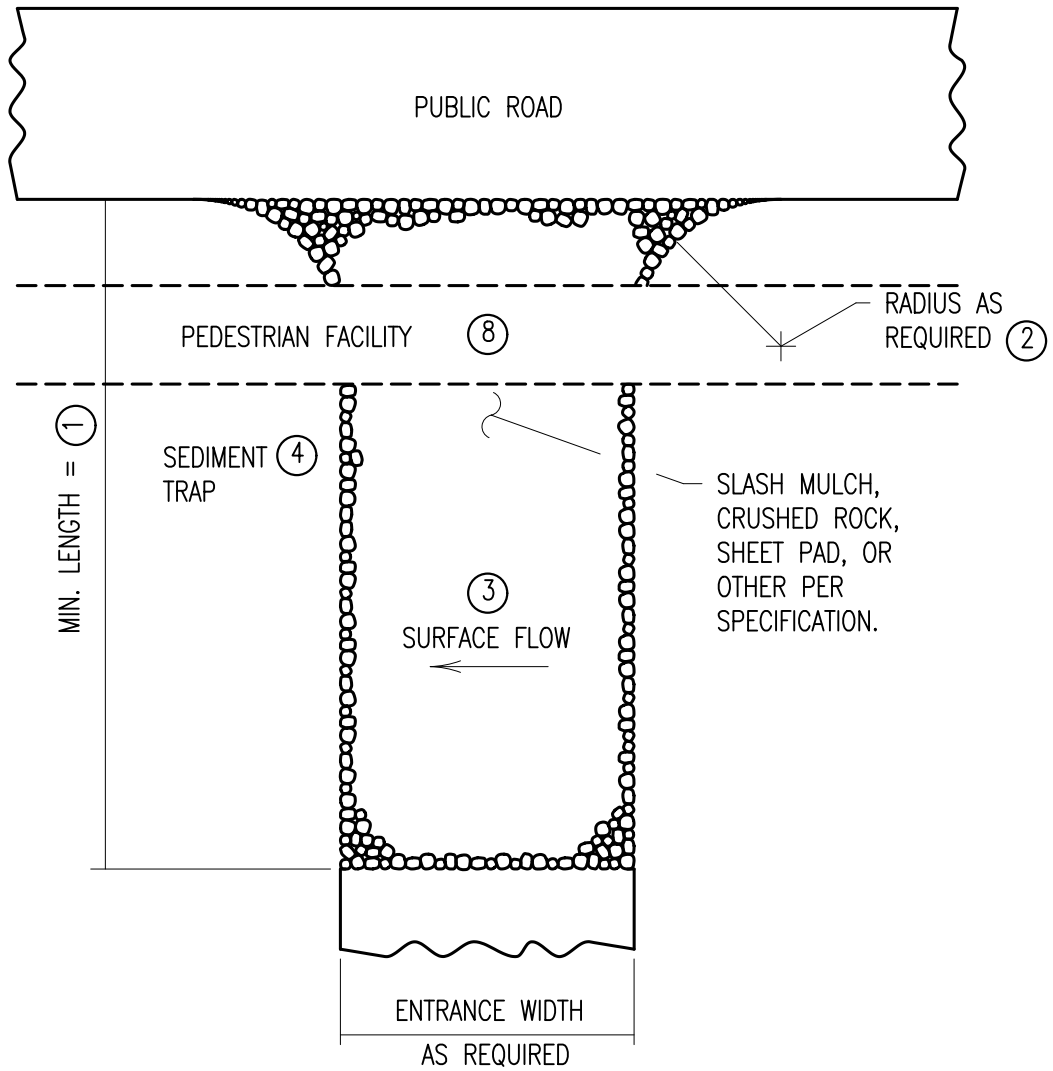 PUBLIC ROAD
PEDESTRIAN FACILITY 8
RADIUS AS
REQUIRED 2
MIN. LENGTH = 1
SEDIMENT 4
TRAP
SLASH MULCH,
CRUSHED ROCK,
SHEET PAD, OR
OTHER PER
SPECIFICATION.
3
SURFACE FLOW
ENTRANCE WIDTH
AS REQUIRED